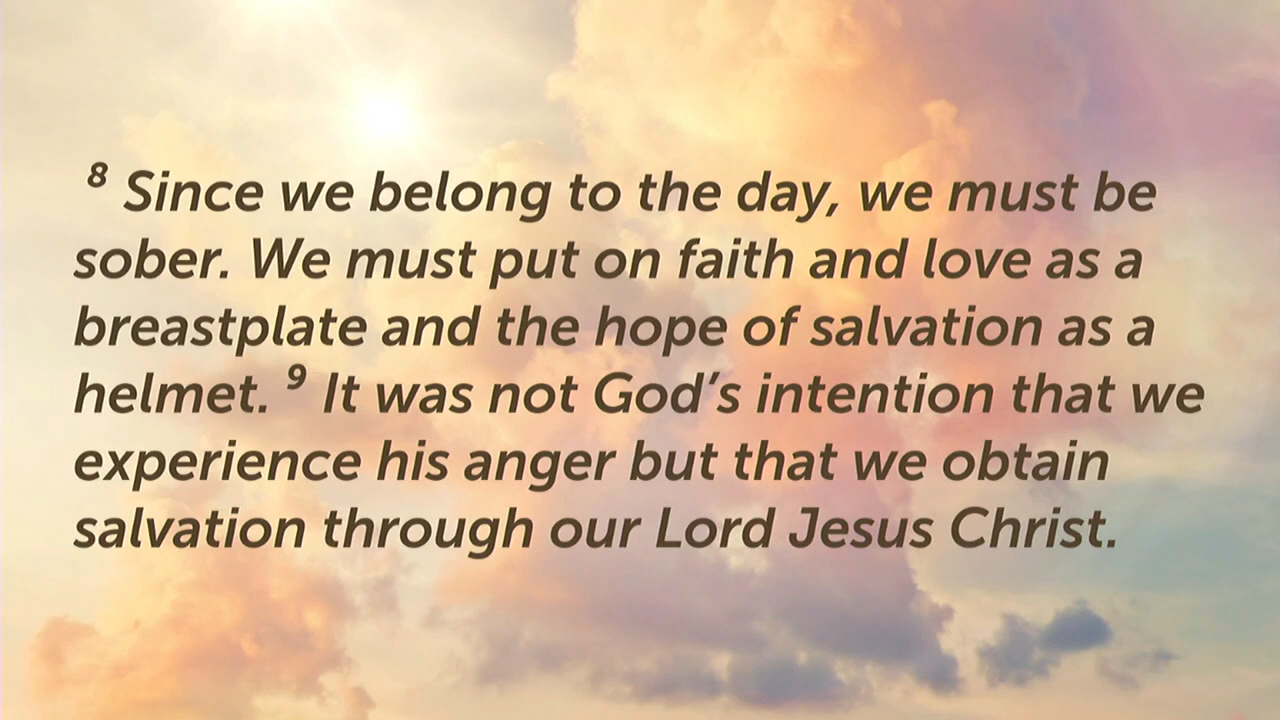 ⁸ Since we belong to the day, we must be
sober. We must put on faith and love as a
breastplate and the hope of salvation as a
helmet. ⁹ It was not God’s intention that we
experience his anger but that we obtain
salvation through our Lord Jesus Christ.